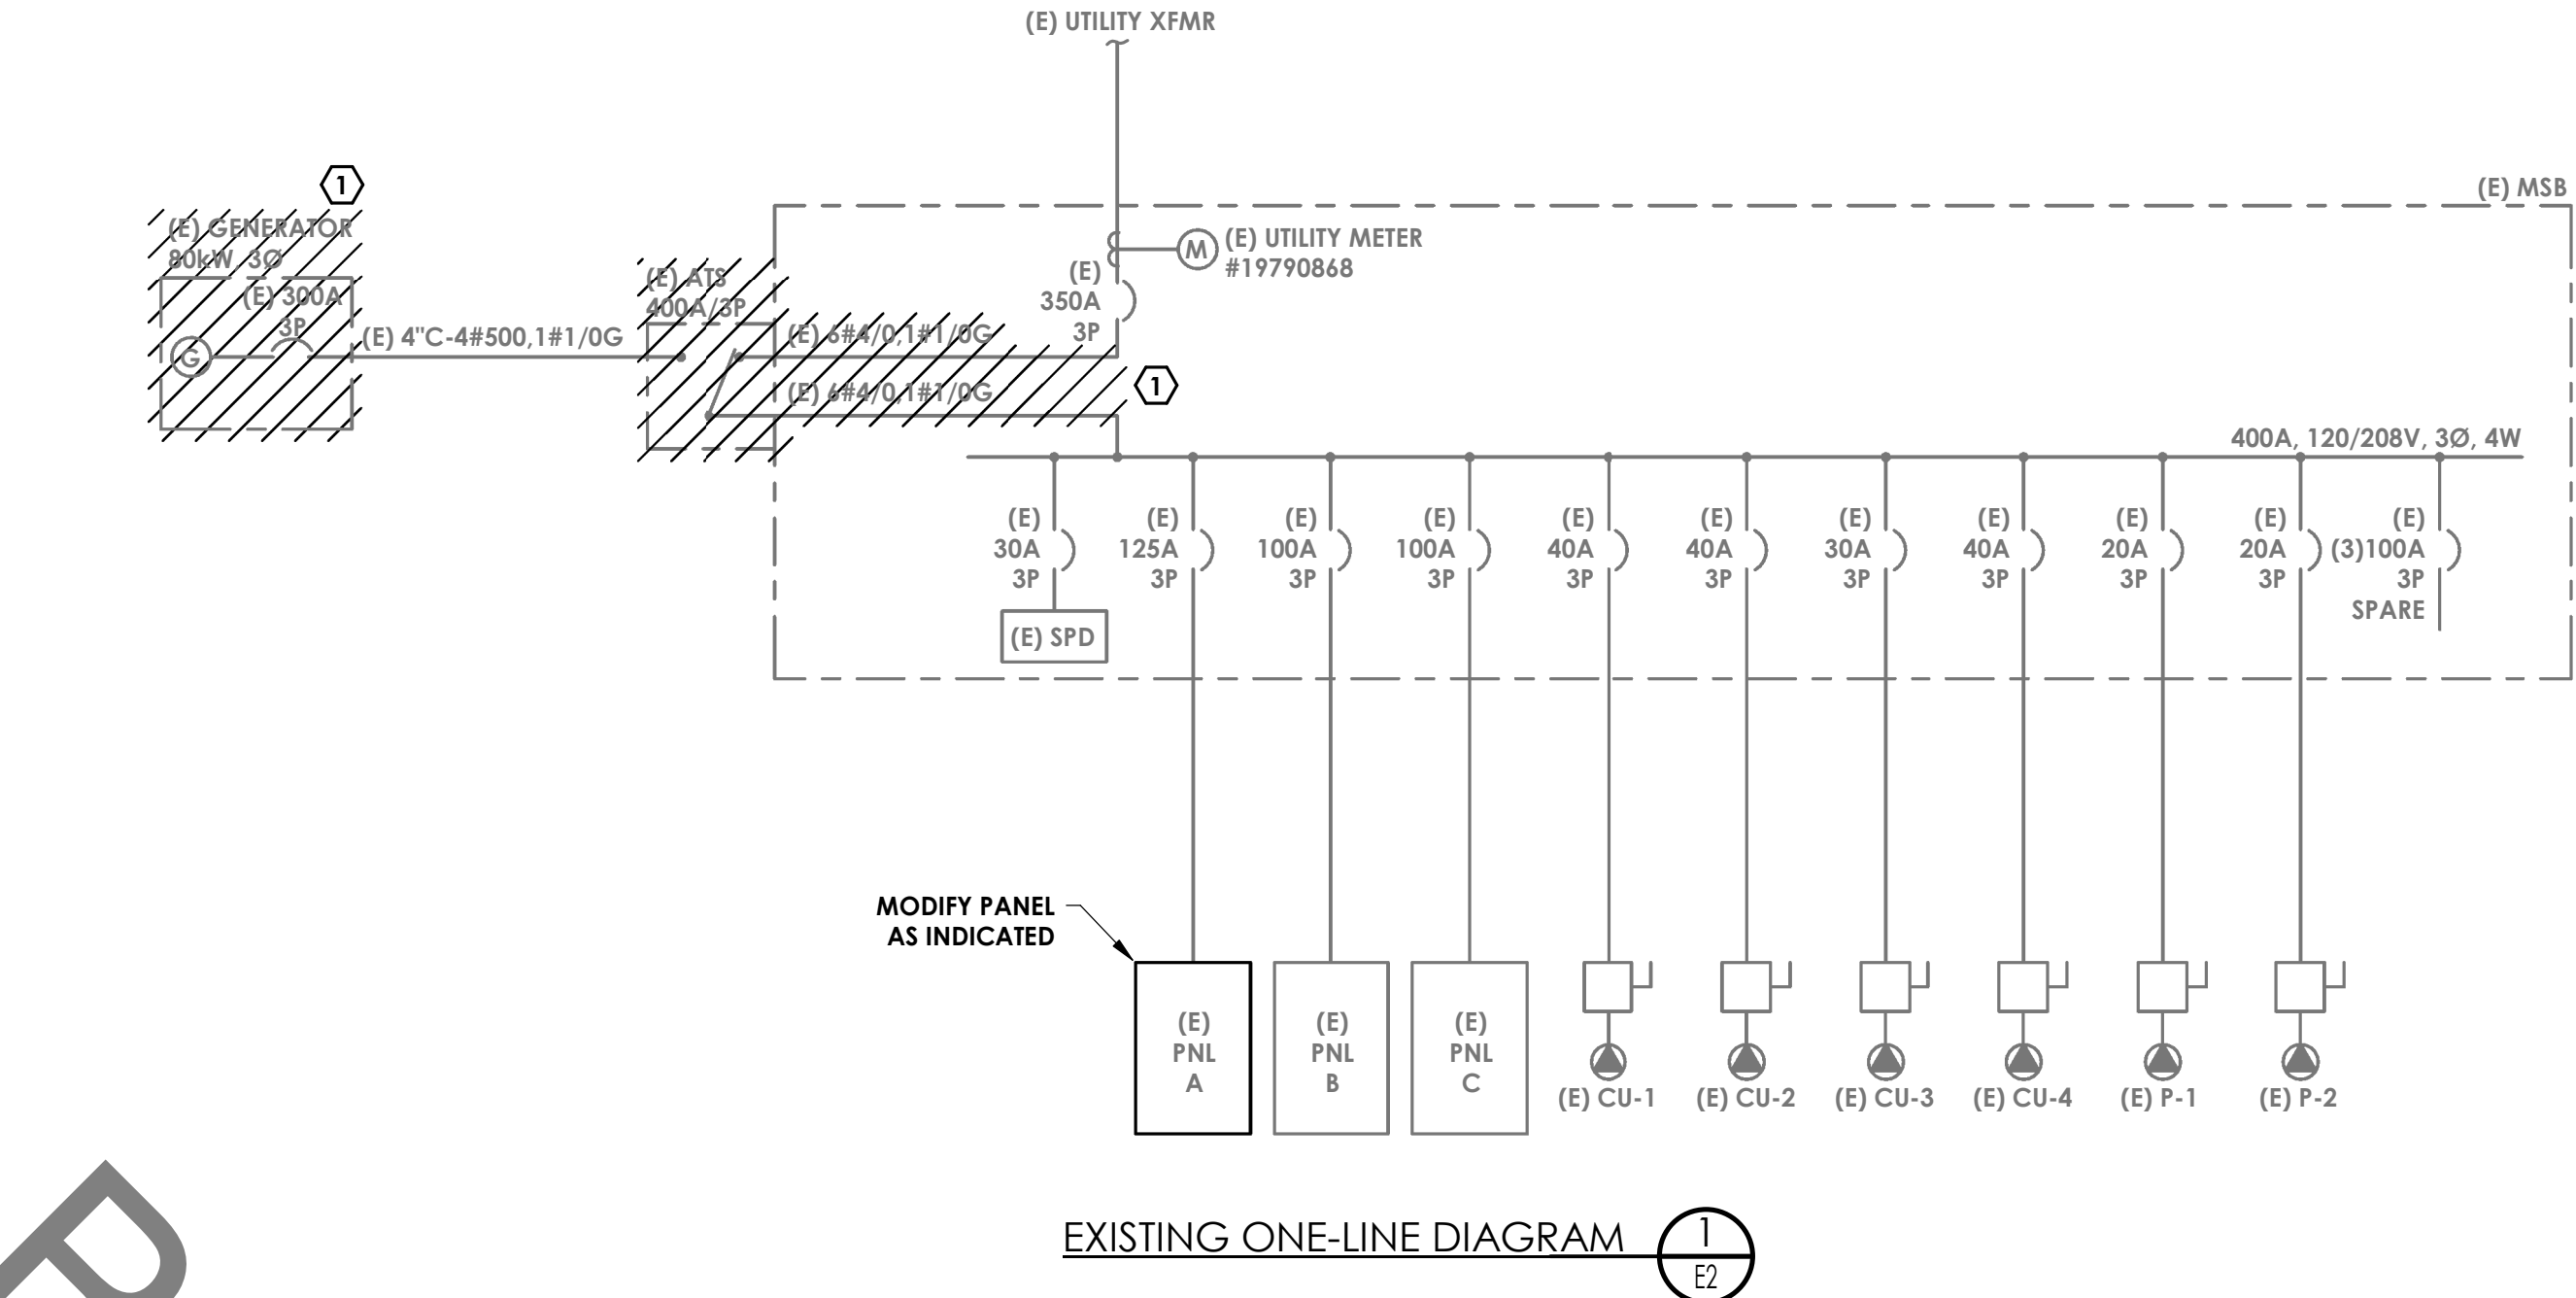 (E) UTILITY XFMR
1
(E) MSB
(E) GENERATOR
80kW 3Ø
(E) 300A
3P
G
(E) 4"C-4#500,1#1/0G
(E) ATS
400A/3P
(E) 6#4/0,1#1/0G
(E) 6#4/0,1#1/0G
M
(E) UTILITY METER
#19790868
(E)
350A
3P
1
400A, 120/208V, 3Ø, 4W
(E)
30A
3P
(E) SPD
(E)
125A
3P
(E)
100A
3P
(E)
100A
3P
(E)
40A
3P
(E)
40A
3P
(E)
30A
3P
(E)
40A
3P
(E)
20A
3P
(E)
20A
3P
(E)
(3)100A
3P
SPARE
MODIFY PANEL
AS INDICATED
(E)
PNL
A
(E)
PNL
B
(E)
PNL
C
(E) CU-1
(E) CU-2
(E) CU-3
(E) CU-4
(E) P-1
(E) P-2
EXISTING ONE-LINE DIAGRAM
1
E2
P